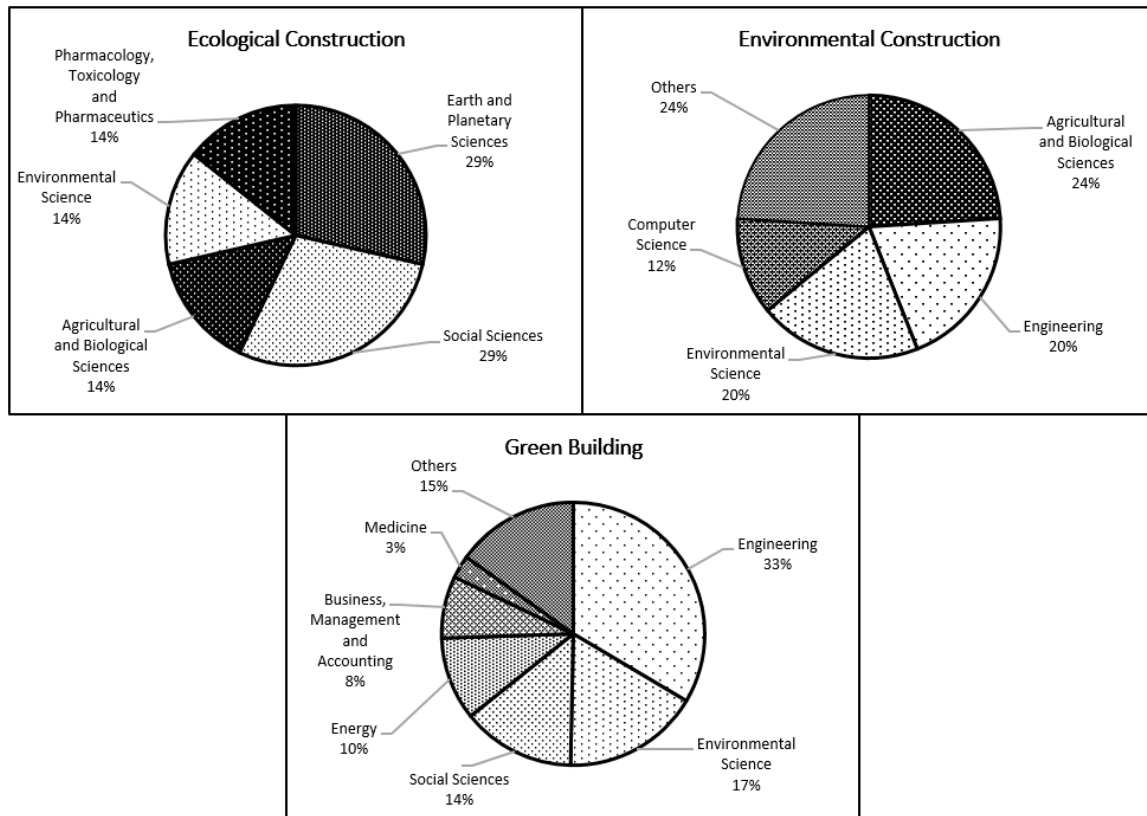 Ecological Construction
Pharmacology,
Toxicology
and
Pharmaceutics
14%
Earth and
Planetary
Sciences
29%
Environmental
Science
14%
Agricultural
and Biological
Sciences
14%
Social Sciences
29%
Environmental Construction
Others
24%
Agricultural
and Biological
Sciences
24%
Computer
Science
12%
Engineering
20%
Environmental
Science
20%
Green Building
Others
15%
Medicine
3%
Engineering
33%
Business,
Management
and
Accounting
8%
Energy
10%
Social Sciences
14%
Environmental
Science
17%